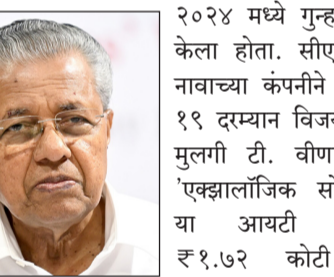 २०२४ मध्ये गुन्ह
केला होता. सीए
नावाच्या कंपनीने
१९ दरम्यान विजय
मुलगी टी. वीणा
'एक्झालॉजिक सो
या आयटी
₹१.७२ कोटी